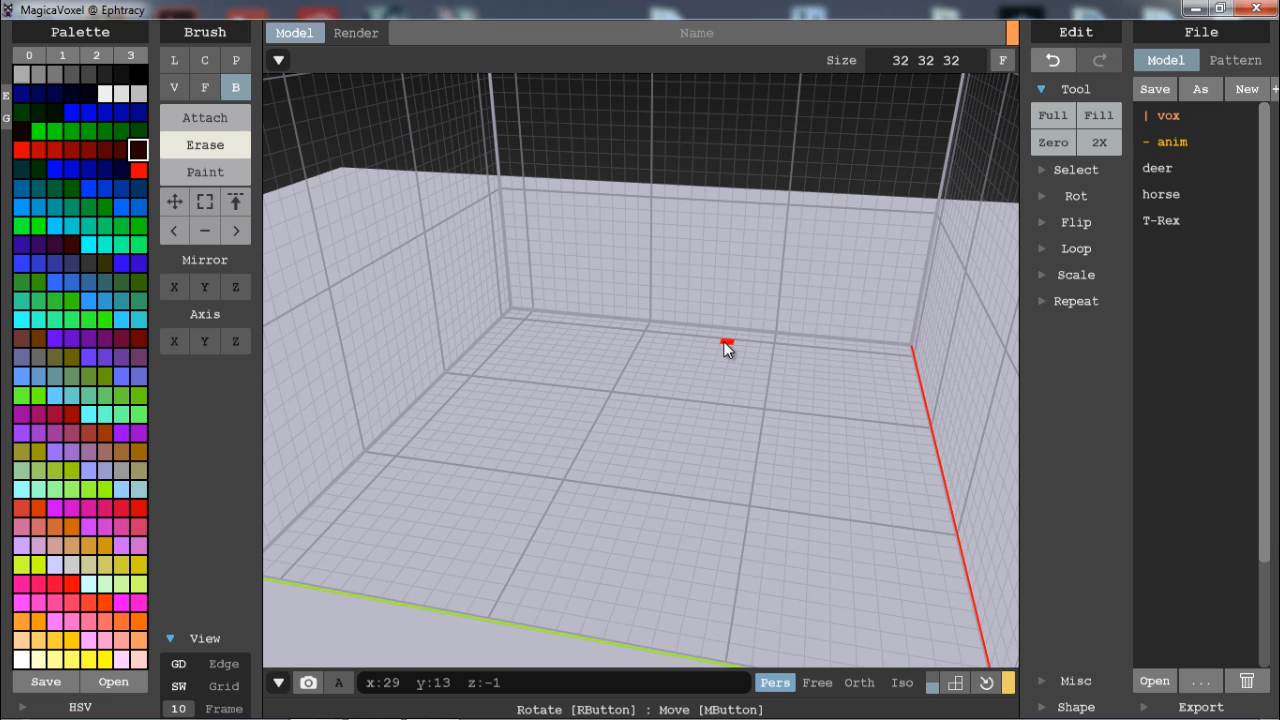 MagicaVoxel @ Ephtracy
Palette
0 1 2 3
E
G
Save Open
HSV
Brush
L C P
V F B
Attach
Erase
Paint
< − >
Mirror
X Y Z
Axis
X Y Z
View
GD Edge
SW Grid
10 Frame
Model Render Name
Size 32 32 32 F
A x:29 y:13 z:-1 Pers Free Orth Iso
Rotate [RButton] : Move [MButton]
Edit
Tool
Full Fill
Zero 2X
Select
Rot
Flip
Loop
Scale
Repeat
Misc
Shape
File
Model Pattern
Save As New +
| vox
- anim
deer
horse
T-Rex
Open ...
Export